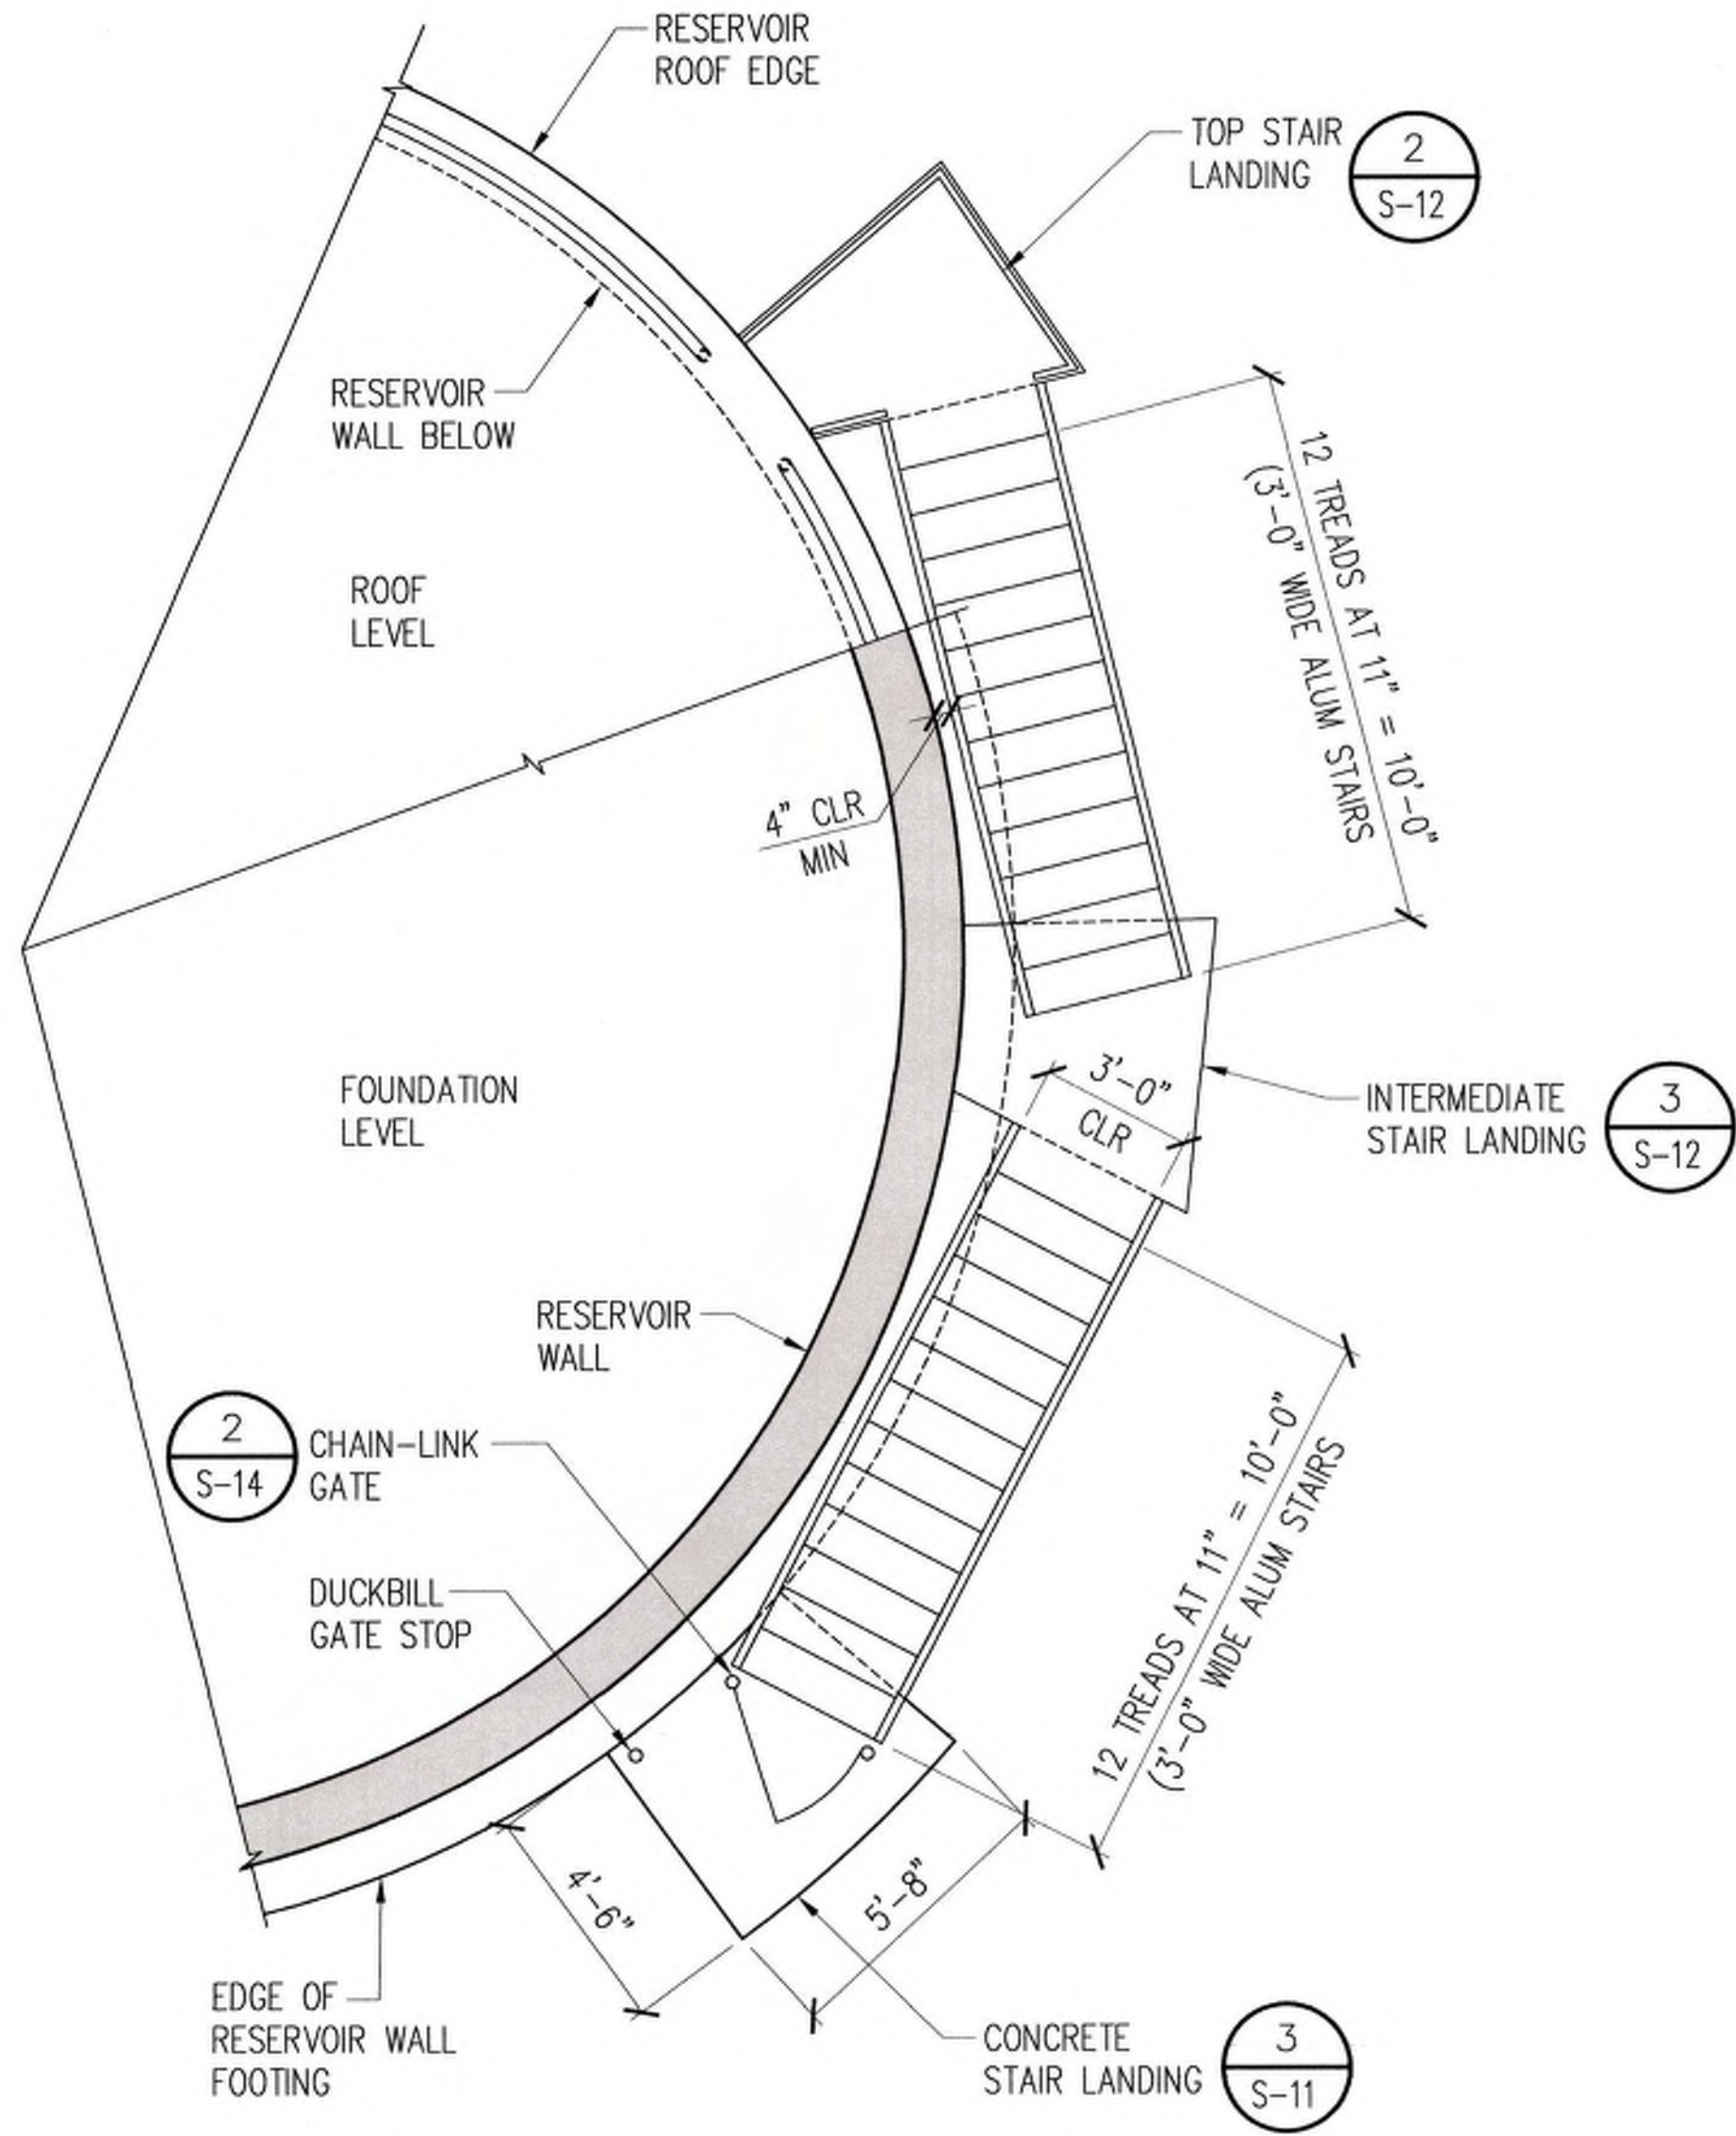 RESERVOIR
ROOF EDGE
TOP STAIR
LANDING
2
S-12
RESERVOIR
WALL BELOW
12 TREADS AT 11" = 10'-0"
(3'-0" WIDE ALUM STAIRS
ROOF
LEVEL
4" CLR
MIN
FOUNDATION
LEVEL
3'-0"
CLR
INTERMEDIATE
STAIR LANDING
3
S-12
RESERVOIR
WALL
2
S-14
CHAIN-LINK
GATE
12 TREADS AT 11" = 10'-0"
(3'-0" WIDE ALUM STAIRS
DUCKBILL
GATE STOP
4'-6"
5'-8"
EDGE OF
RESERVOIR WALL
FOOTING
CONCRETE
STAIR LANDING
3
S-11